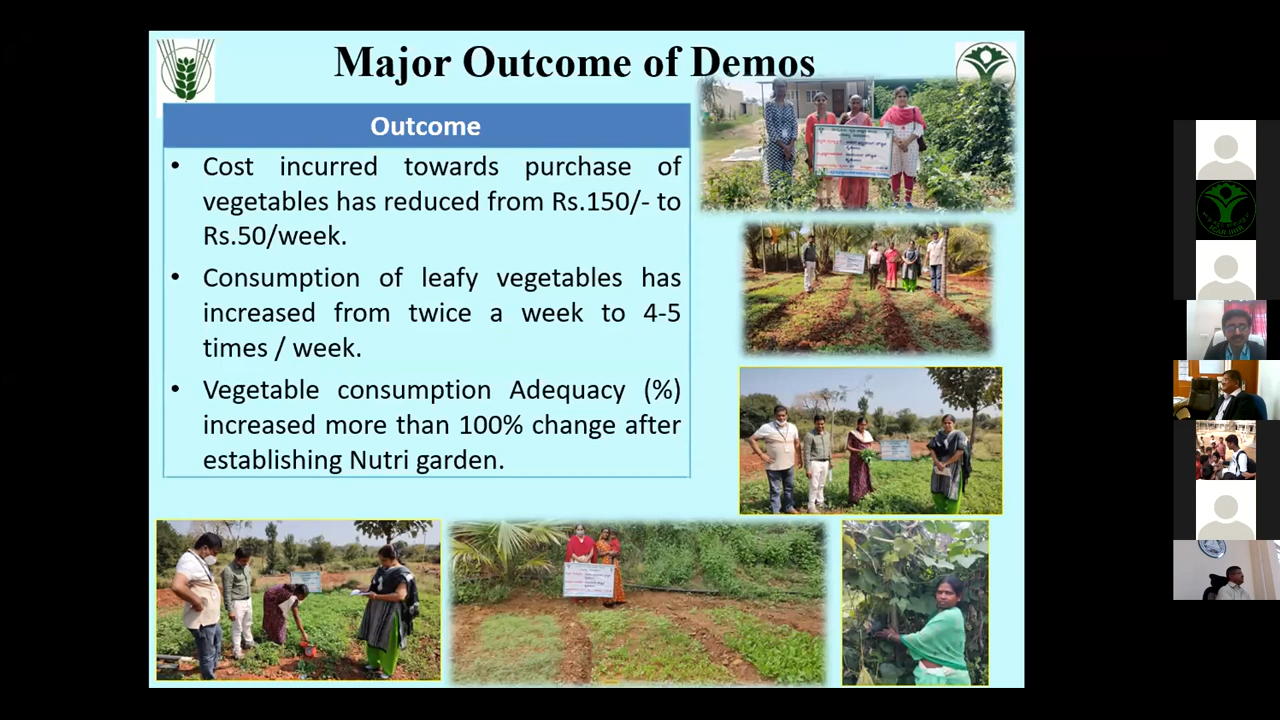 Major Outcome of Demos
Outcome
• Cost incurred towards purchase of
vegetables has reduced from Rs.150/- to
Rs.50/week.
• Consumption of leafy vegetables has
increased from twice a week to 4-5
times / week.
• Vegetable consumption Adequacy (%)
increased more than 100% change after
establishing Nutri garden.